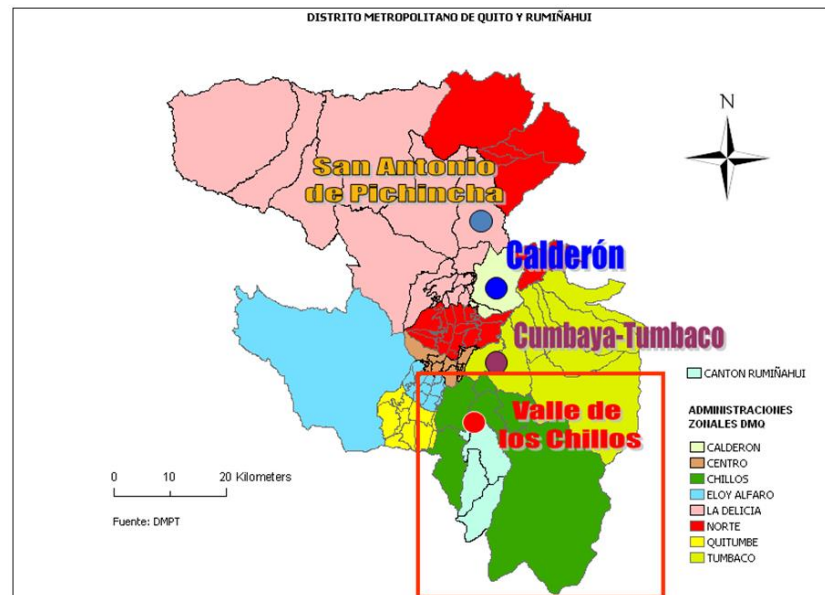 DISTRITO METROPOLITANO DE QUITO Y RUMIÑAHUI
N
San Antonio
de Pichincha
Calderón
Cumbaya-Tumbaco
CANTON RUMIÑAHUI
Valle de
los Chillos
ADMINISTRACIONES
ZONALES DMQ
CALDERON
CENTRO
CHILLOS
ELOY ALFARO
LA DELICIA
NORTE
QUITUMBE
TUMBACO
0 10 20 Kilometers
Fuente: DMPT